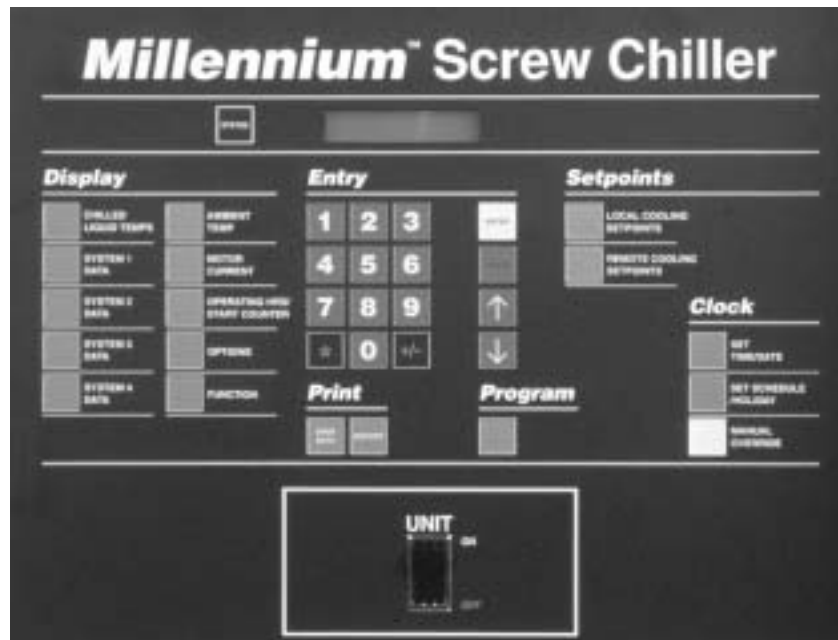 Millennium™ Screw Chiller
STATUS
Display
CHILLED
LIQUID TEMPS
AMBIENT
TEMP
SYSTEM 1
DATA
MOTOR
CURRENT
SYSTEM 2
DATA
OPERATING HRS/
START COUNTER
SYSTEM 3
DATA
OPTIONS
SYSTEM 4
DATA
FUNCTION
Entry
1 2 3
4 5 6
7 8 9
* 0 +/-
↑
↓
Setpoints
LOCAL COOLING
SETPOINTS
REMOTE COOLING
SETPOINTS
Clock
SET
TIME/DATE
SET SCHEDULE
/HOLIDAY
MANUAL
OVERRIDE
Print
Program
UNIT
ON
OFF